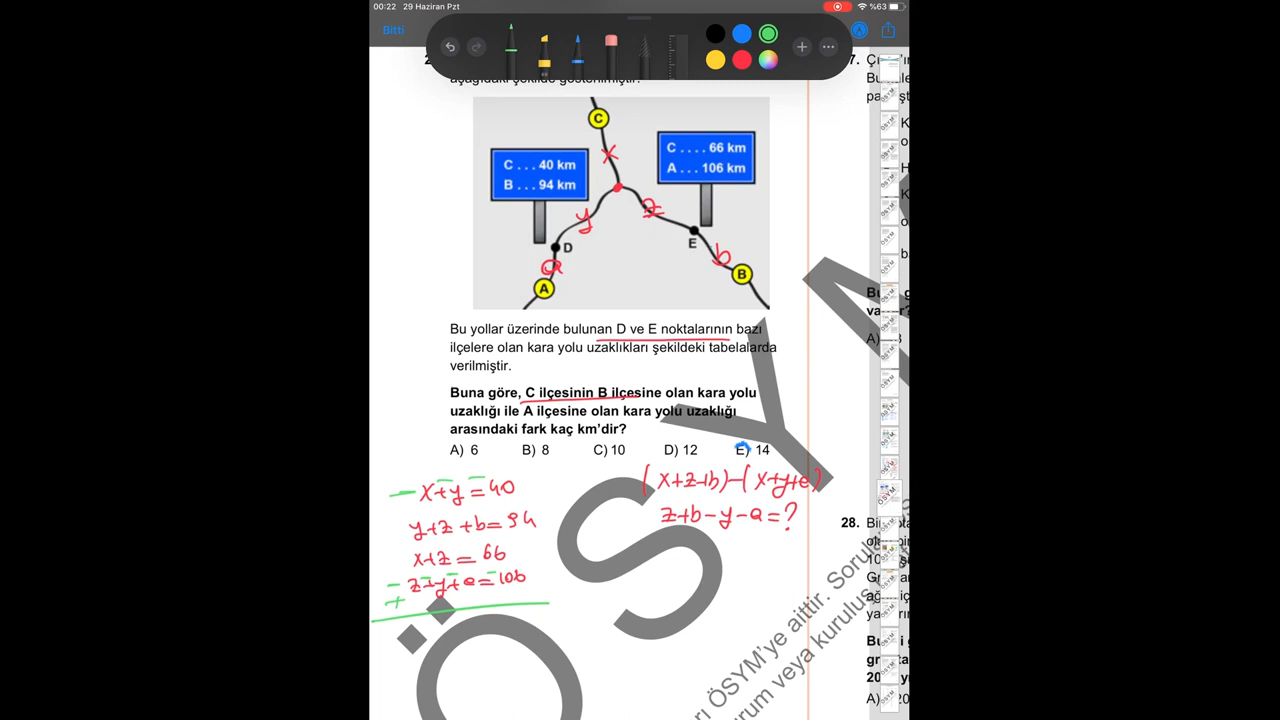 00:22 29 Haziran Pzt
%63
Bitti
aşağıdaki şekilde gösterilmiştir.
C
x
C . . . 40 km
B . . . 94 km
C . . . . 66 km
A . . . 106 km
y
z
D
E
a
b
A
B
Bu yollar üzerinde bulunan D ve E noktalarının bazı
ilçelere olan kara yolu uzaklıkları şekildeki tabelalarda
verilmiştir.
Buna göre, C ilçesinin B ilçesine olan kara yolu
uzaklığı ile A ilçesine olan kara yolu uzaklığı
arasındaki fark kaç km'dir?
A) 6 B) 8 C) 10 D) 12 E) 14
x+y=40
y+z+b=94
x+z=66
z+y+a=106
+
(x+z+b)-(x+y+a)
z+b-y-a=?
7.
28.
ÖSYM
ÖSYM'ye aittir.
veya kuruluş